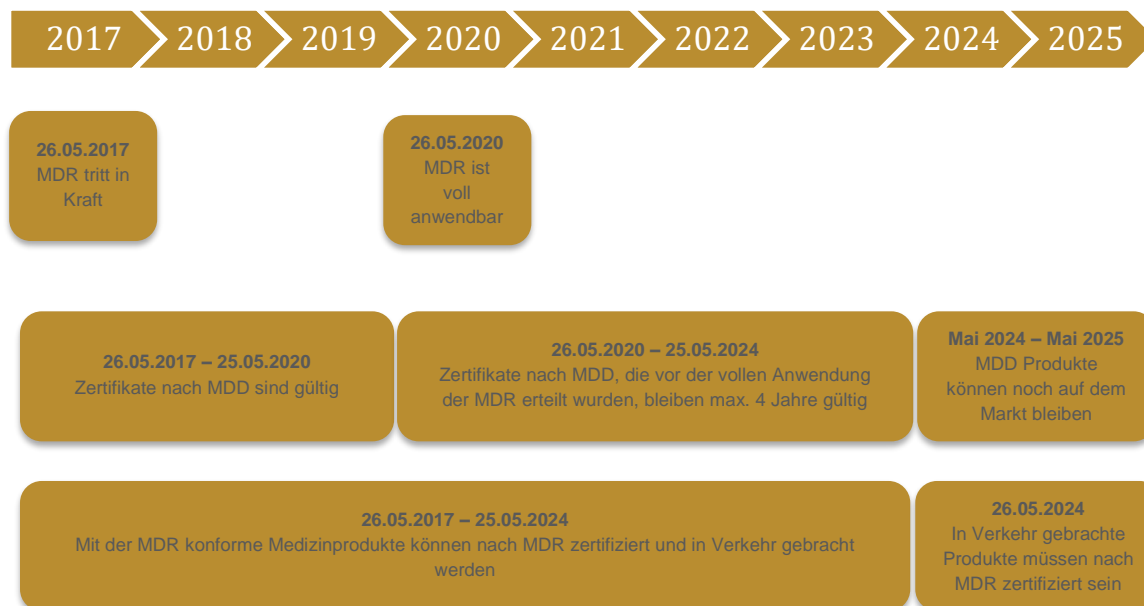 2017 2018 2019 2020 2021 2022 2023 2024 2025
26.05.2017
MDR tritt in
Kraft
26.05.2020
MDR ist
voll
anwendbar
26.05.2017 – 25.05.2020
Zertifikate nach MDD sind gültig
26.05.2020 – 25.05.2024
Zertifikate nach MDD, die vor der vollen Anwendung
der MDR erteilt wurden, bleiben max. 4 Jahre gültig
Mai 2024 – Mai 2025
MDD Produkte
können noch auf dem
Markt bleiben
26.05.2017 – 25.05.2024
Mit der MDR konforme Medizinprodukte können nach MDR zertifiziert und in Verkehr gebracht
werden
26.05.2024
In Verkehr gebrachte
Produkte müssen nach
MDR zertifiziert sein